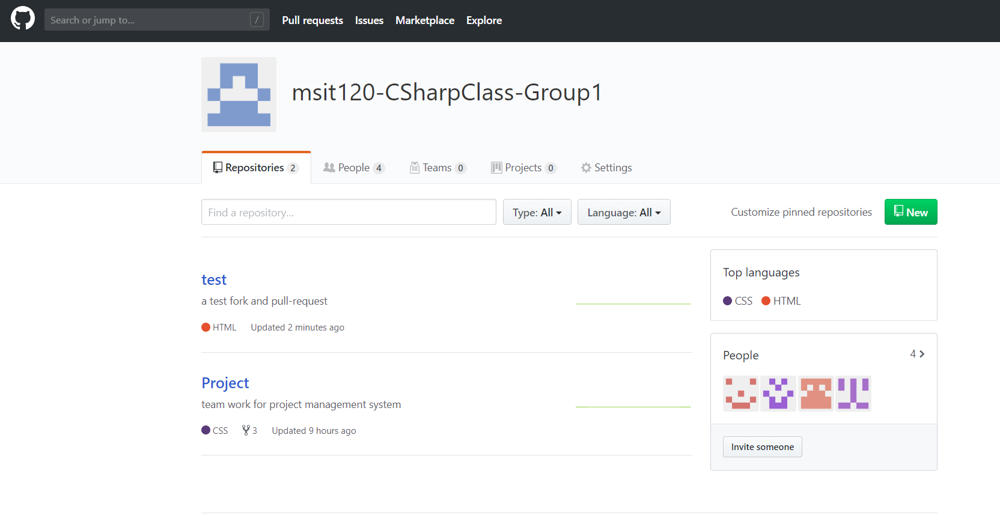 Search or jump to... / Pull requests Issues Marketplace Explore
msit120-CSharpClass-Group1
Repositories 2 People 4 Teams 0 Projects 0 Settings
Find a repository... Type: All Language: All Customize pinned repositories New
test
a test fork and pull-request
HTML Updated 2 minutes ago
Project
team work for project management system
CSS 3 Updated 9 hours ago
Top languages
CSS HTML
People 4
Invite someone